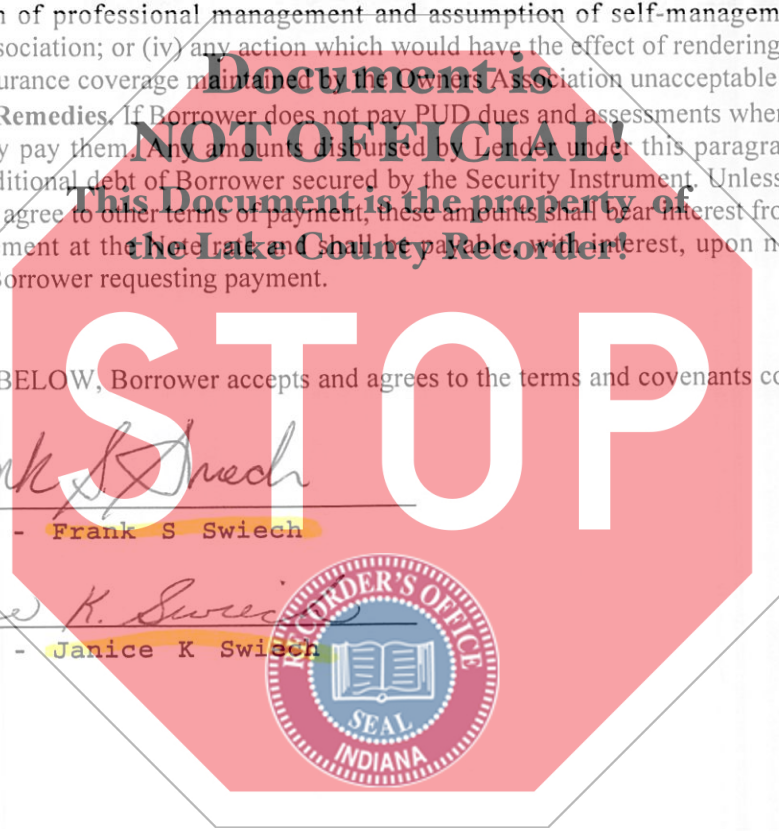 n of professional management and assumption of self-managem
sociation; or (iv) any action which would have the effect of rendering
urance coverage maintained by the Owners Association unacceptable
Document is
Remedies. If Borrower does not pay PUD dues and assessments whe
NOT OFFICIAL!
y pay them. Any amounts disbursed by Lender under this paragra
ditional debt of Borrower secured by the Security Instrument. Unless
This Document is the property of
agree to other terms of payment, these amounts shall bear interest fro
ment at the Note rate and shall be payable, with interest, upon n
the Lake County Recorder!
Borrower requesting payment.
STOP
BELOW, Borrower accepts and agrees to the terms and covenants co
- Frank S Swiech
K. Swiech
- Janice K Swiech
RECORDER'S OFFICE
SEAL
INDIANA